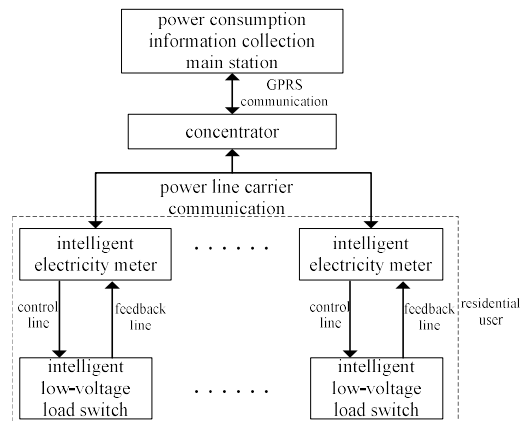 power consumption
information collection
main station
GPRS
communication
concentrator
power line carrier
communication
intelligent
electricity meter
. . . . . .
intelligent
electricity meter
control
line
feedback
line
control
line
feedback
line
residential
user
intelligent
low-voltage
load switch
. . . . . .
intelligent
low-voltage
load switch